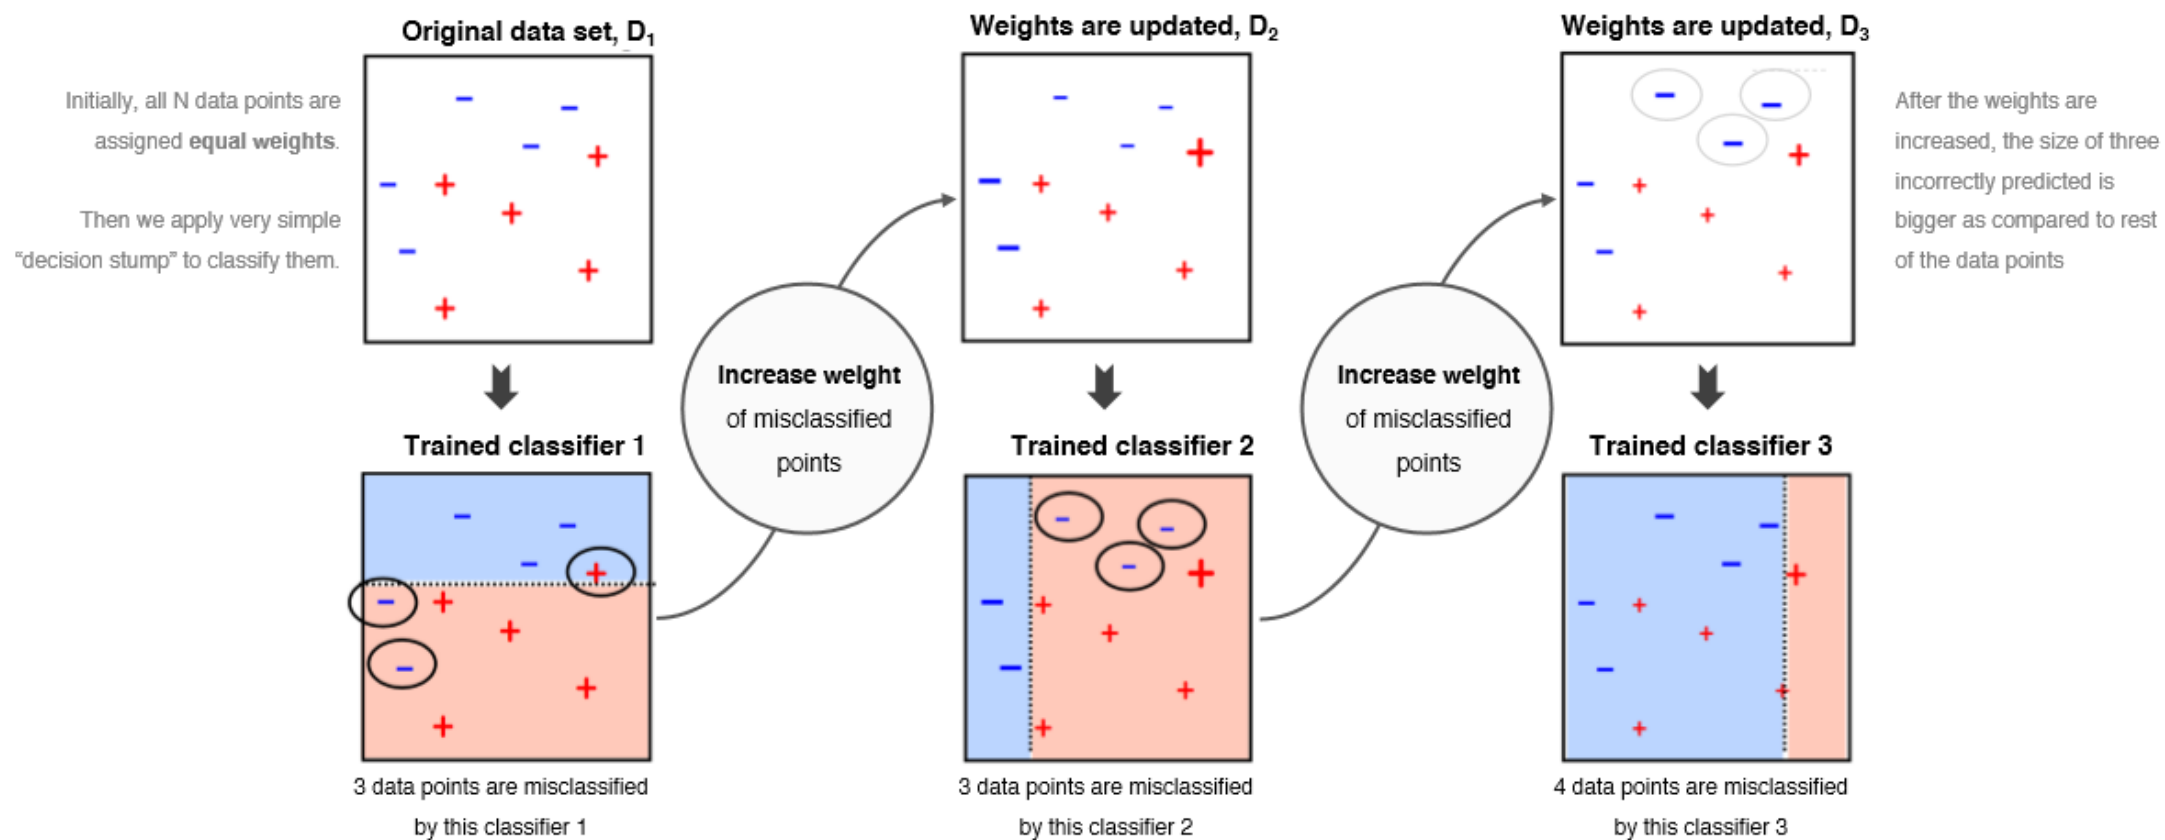 Original data set, D₁
Weights are updated, D₂
Weights are updated, D₃
Initially, all N data points are
assigned equal weights.
Then we apply very simple
“decision stump” to classify them.
After the weights are
increased, the size of three
incorrectly predicted is
bigger as compared to rest
of the data points
Increase weight
of misclassified
points
Increase weight
of misclassified
points
Trained classifier 1
Trained classifier 2
Trained classifier 3
3 data points are misclassified
by this classifier 1
3 data points are misclassified
by this classifier 2
4 data points are misclassified
by this classifier 3